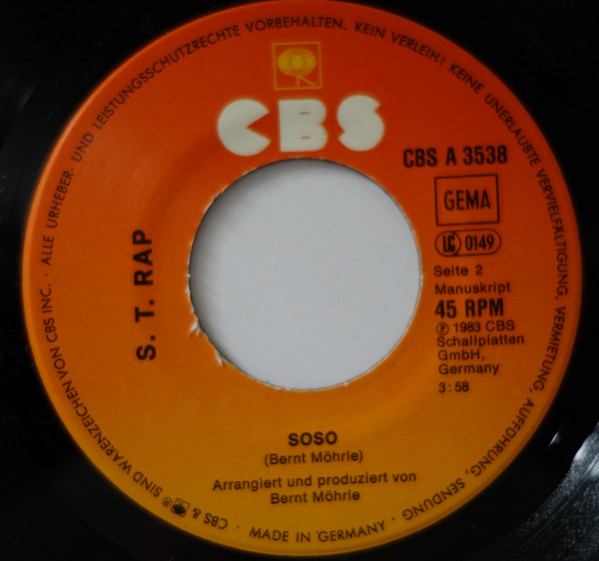 ALLE URHEBER- UND LEISTUNGSSCHUTZRECHTE VORBEHALTEN. KEIN VERLEIH! KEINE UNERLAUBTE VERVIELFÄLTIGUNG, VERMIETUNG, AUFFÜHRUNG, SENDUNG,
CBS
CBS A 3538
GEMA
LC 0149
Seite 2
Manuskript
45 RPM
℗ 1983 CBS
Schallplatten
GmbH,
Germany
3:58
S. T. RAP
SOSO
(Bernt Möhrle)
Arrangiert und produziert von
Bernt Möhrle
CBS & ® SIND WARENZEICHEN VON CBS INC. ·
· MADE IN GERMANY ·